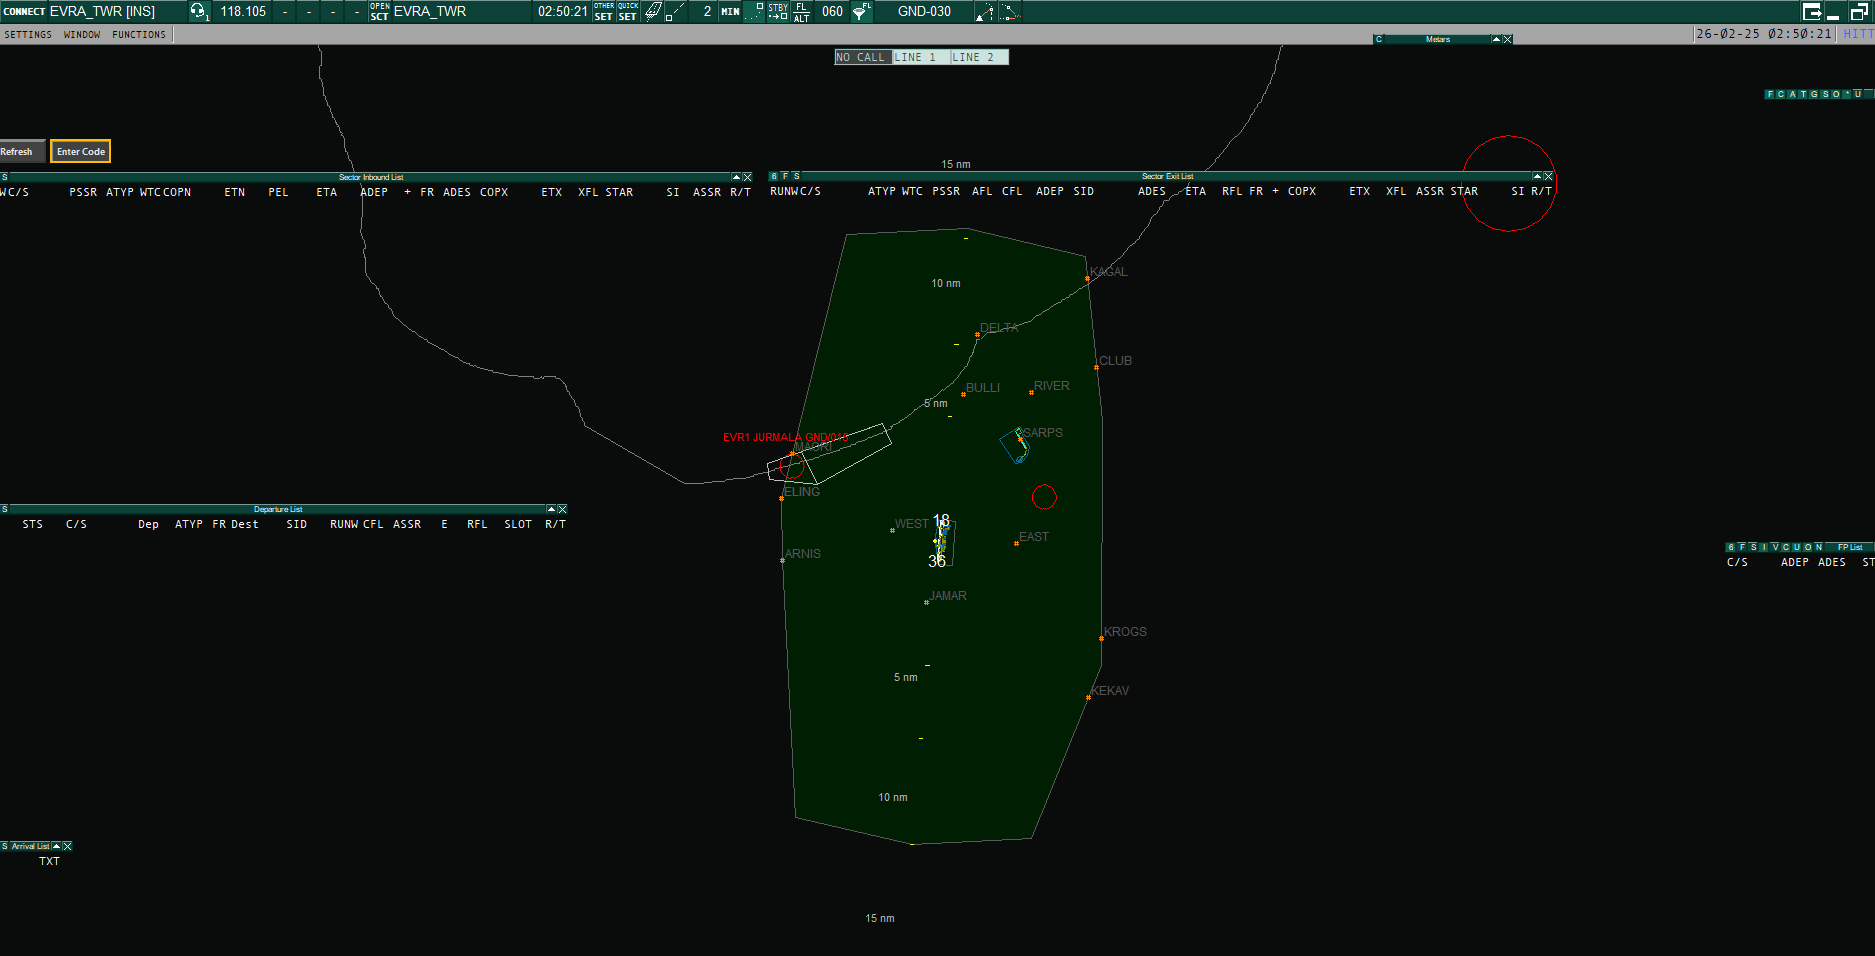 CONNECT EVRA_TWR [INS] 1 118.105 - - - - OPEN SCT EVRA_TWR 02:50:21 OTHER SET QUICK SET 2 MIN STBY FL ALT 060 FL GND-030
SETTINGS WINDOW FUNCTIONS
C Metars
26-02-25 02:50:21 HITT
NO CALL LINE 1 LINE 2
F C A T G S O * U
Refresh Enter Code
15 nm
S Sector Inbound List
WC/S PSSR ATYP WTC COPN ETN PEL ETA ADEP + FR ADES COPX ETX XFL STAR SI ASSR R/T
6 F S Sector Exit List
RUNWC/S ATYP WTC PSSR AFL CFL ADEP SID ADES ETA RFL FR + COPX ETX XFL ASSR STAR SI R/T
KAGAL
10 nm
DELTA
CLUB
BULLI
RIVER
5 nm
SARPS
EVR1 JURMALA GND/015
MAORI
ELING
S Departure List
STS C/S Dep ATYP FR Dest SID RUNW CFL ASSR E RFL SLOT R/T
18
WEST
EAST
ARNIS
36
6 F S I V C U O N FP List
C/S ADEP ADES ST
JAMAR
KROGS
5 nm
KEKAV
10 nm
S Arrival List
TXT
15 nm